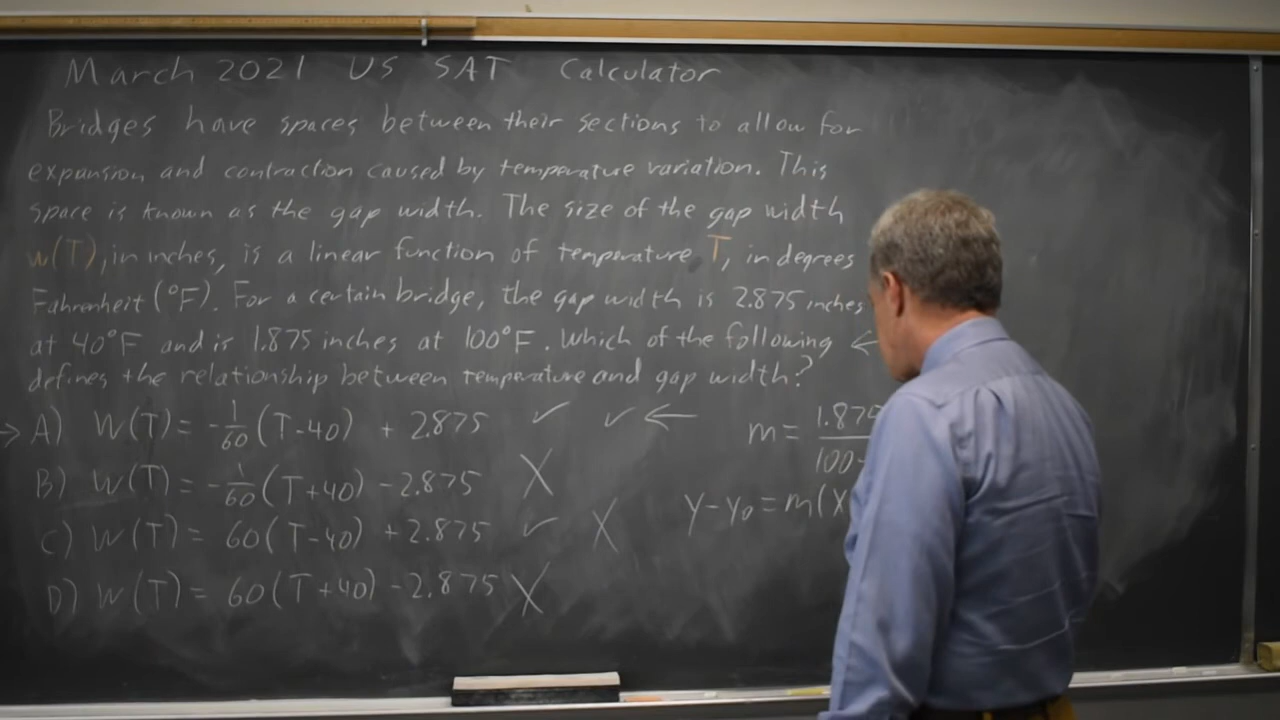 March 2021 US SAT Calculator
Bridges have spaces between their sections to allow for
expansion and contraction caused by temperature variation. This
space is known as the gap width. The size of the gap width
w(T), in inches, is a linear function of temperature T, in degrees
Fahrenheit (°F). For a certain bridge, the gap width is 2.875 inches
at 40°F and is 1.875 inches at 100°F. Which of the following ←
defines the relationship between temperature and gap width?
→ A) W(T) = -1/60 (T-40) + 2.875 ✓ ✓ ←
B) W(T) = -1/60 (T+40) - 2.875 X
C) W(T) = 60(T-40) + 2.875 ✓ X
D) W(T) = 60(T+40) - 2.875 X
m = 1.875
100-
y-y₀ = m(x